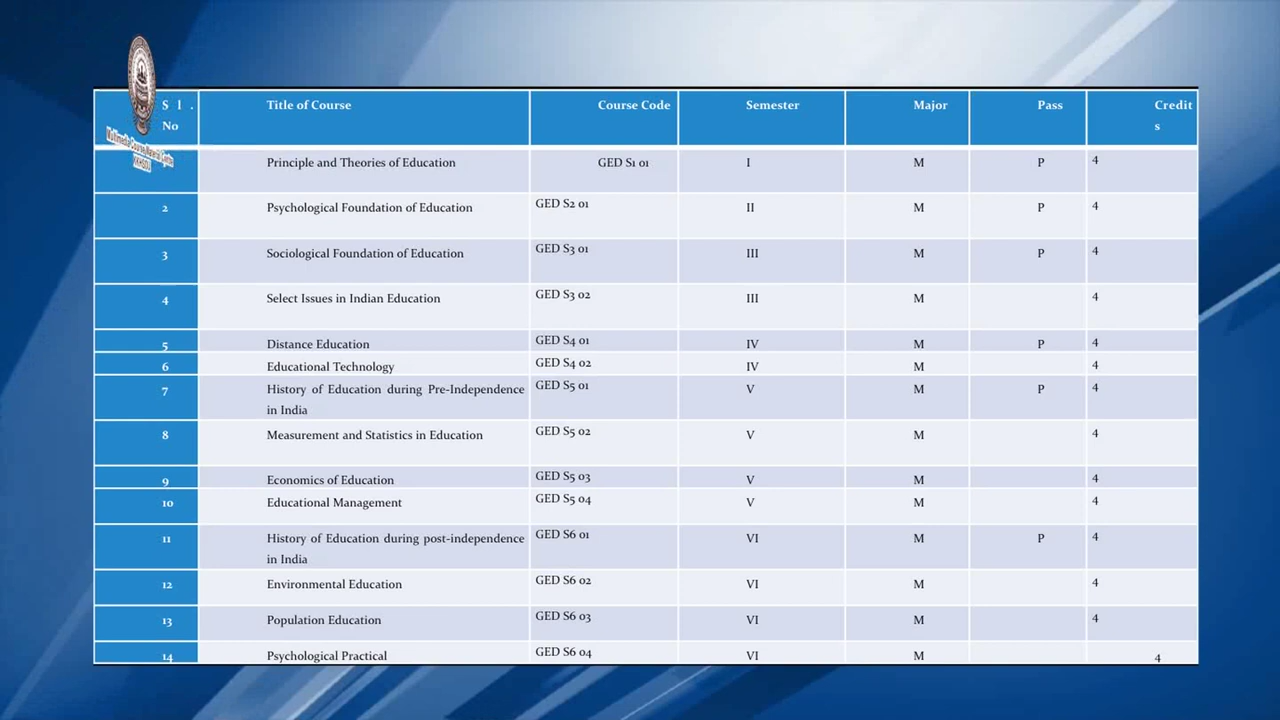 Sl. No Title of Course Course Code Semester Major Pass Credits
Principle and Theories of Education GED S1 01 I M P 4
2 Psychological Foundation of Education GED S2 01 II M P 4
3 Sociological Foundation of Education GED S3 01 III M P 4
4 Select Issues in Indian Education GED S3 02 III M 4
5 Distance Education GED S4 01 IV M P 4
6 Educational Technology GED S4 02 IV M 4
7 History of Education during Pre-Independence in India GED S5 01 V M P 4
8 Measurement and Statistics in Education GED S5 02 V M 4
9 Economics of Education GED S5 03 V M 4
10 Educational Management GED S5 04 V M 4
11 History of Education during post-independence in India GED S6 01 VI M P 4
12 Environmental Education GED S6 02 VI M 4
13 Population Education GED S6 03 VI M 4
14 Psychological Practical GED S6 04 VI M 4
Multimedia Course Material